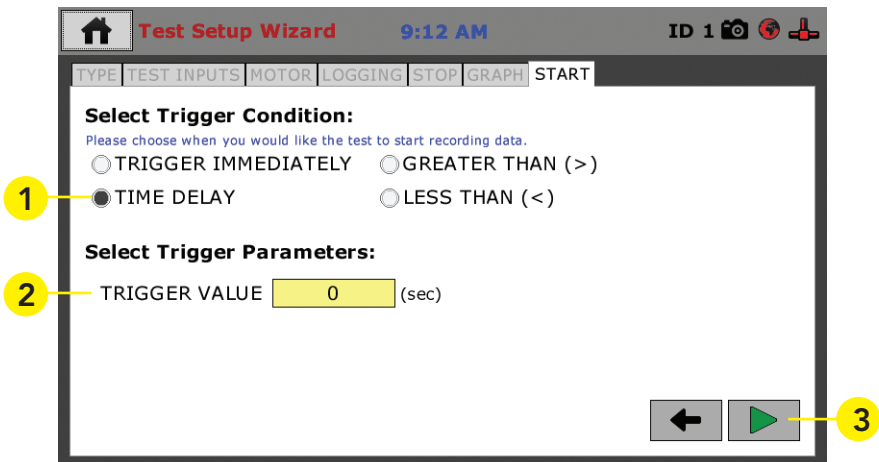 Test Setup Wizard 9:12 AM ID 1
TYPE TEST INPUTS MOTOR LOGGING STOP GRAPH START
Select Trigger Condition:
Please choose when you would like the test to start recording data.
TRIGGER IMMEDIATELY GREATER THAN (>)
1 TIME DELAY LESS THAN (<)
Select Trigger Parameters:
2 TRIGGER VALUE 0 (sec)
3